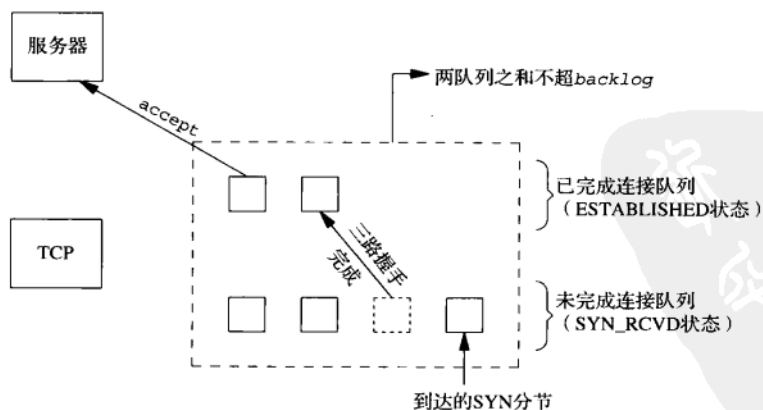 服务器
两队列之和不超backlog
accept
已完成连接队列
（ESTABLISHED状态）
TCP
三路握手
完成
未完成连接队列
（SYN_RCVD状态）
到达的SYN分节